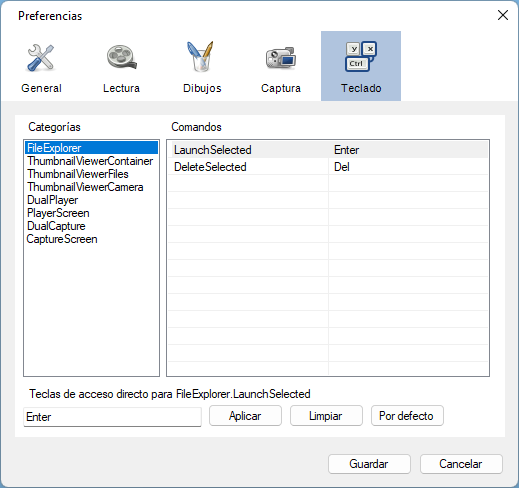 Preferencias
Y X
Ctrl
General Lectura Dibujos Captura Teclado
Categorías Comandos
FileExplorer
ThumbnailViewerContainer
ThumbnailViewerFiles
ThumbnailViewerCamera
DualPlayer
PlayerScreen
DualCapture
CaptureScreen
LaunchSelected Enter
DeleteSelected Del
Teclas de acceso directo para FileExplorer.LaunchSelected
Enter Aplicar Limpiar Por defecto
Guardar Cancelar